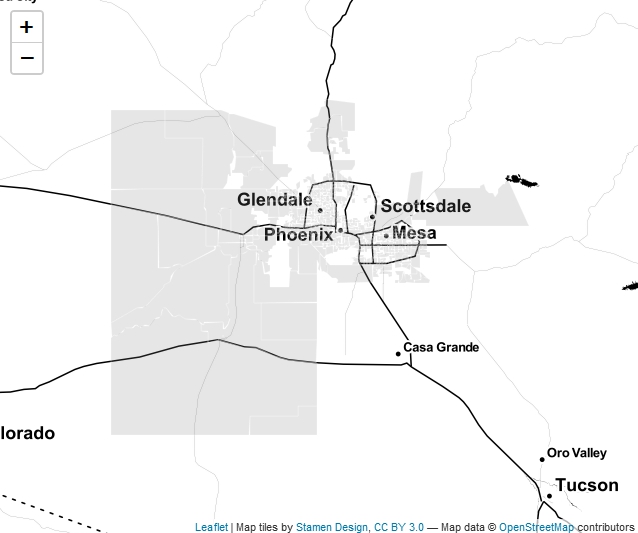 +
−
Glendale
Scottsdale
Phoenix
Mesa
Casa Grande
lorado
Oro Valley
Tucson
Leaflet | Map tiles by Stamen Design, CC BY 3.0 — Map data © OpenStreetMap contributors